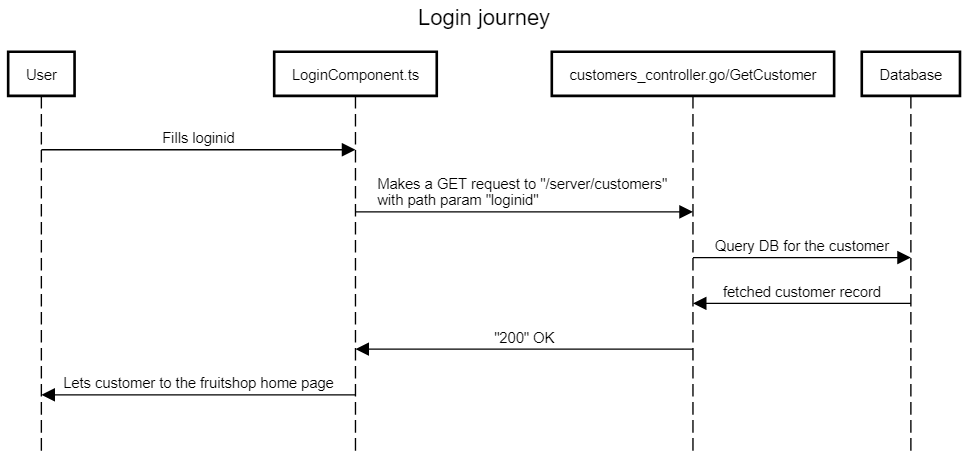 Login journey
User
LoginComponent.ts
customers_controller.go/GetCustomer
Database
Fills loginid
Makes a GET request to "/server/customers"
with path param "loginid"
Query DB for the customer
fetched customer record
"200" OK
Lets customer to the fruitshop home page